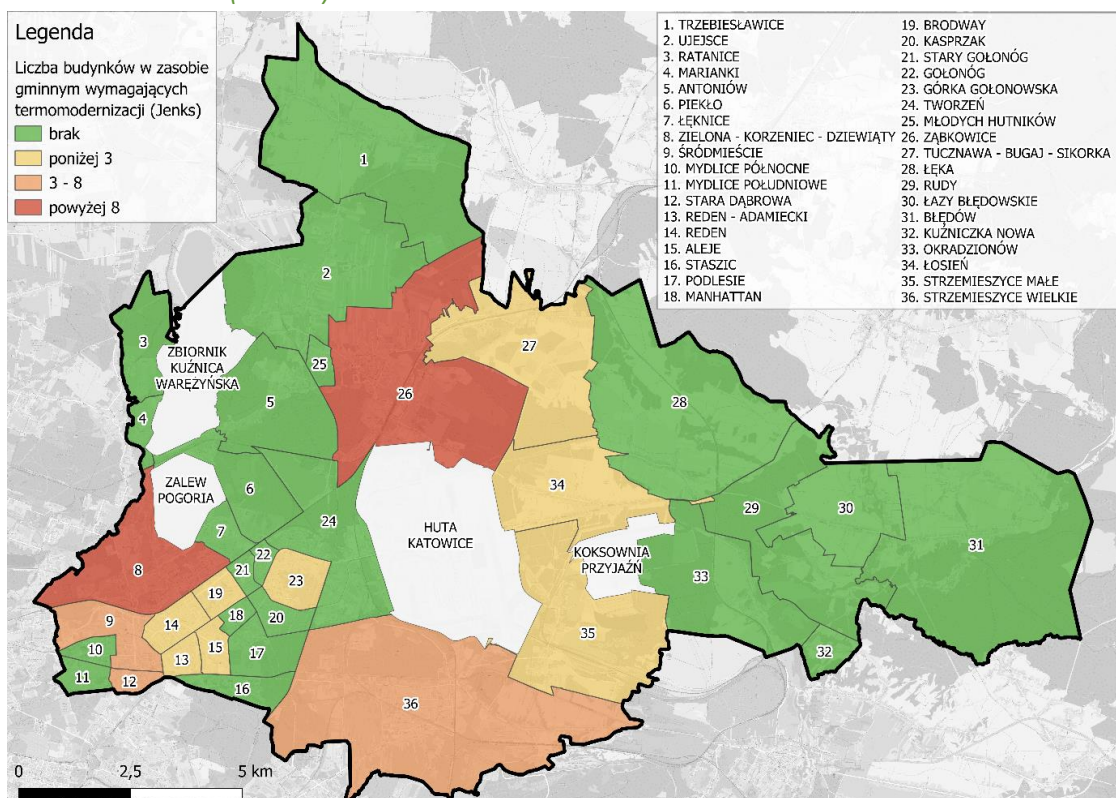 Legenda
Liczba budynków w zasobie
gminnym wymagających
termomodernizacji (Jenks)
brak
poniżej 3
3 - 8
powyżej 8
1. TRZEBIESŁAWICE
2. UJEJSCE
3. RATANICE
4. MARIANKI
5. ANTONIÓW
6. PIEKŁO
7. ŁĘKNICE
8. ZIELONA - KORZENIEC - DZIEWIĄTY
9. ŚRÓDMIEŚCIE
10. MYDLICE PÓŁNOCNE
11. MYDLICE POŁUDNIOWE
12. STARA DĄBROWA
13. REDEN - ADAMIECKI
14. REDEN
15. ALEJE
16. STASZIC
17. PODLESIE
18. MANHATTAN
19. BRODWAY
20. KASPRZAK
21. STARY GOŁONÓG
22. GOŁONÓG
23. GÓRKA GOŁONOWSKA
24. TWORZEŃ
25. MŁODYCH HUTNIKÓW
26. ZĄBKOWICE
27. TUCZNAWA - BUGAJ - SIKORKA
28. ŁĘKA
29. RUDY
30. ŁAZY BŁĘDOWSKIE
31. BŁĘDÓW
32. KUŹNICZKA NOWA
33. OKRADZIONÓW
34. ŁOSIEŃ
35. STRZEMIESZYCE MAŁE
36. STRZEMIESZYCE WIELKIE
1
2
3
ZBIORNIK
KUŹNICA
WARĘŻYŃSKA
27
25
26
5
28
4
ZALEW
POGORIA
6
34
24
HUTA
KATOWICE
29
30
7
22
KOKSOWNIA
PRZYJAŹŃ
31
8
21
23
33
19
18
20
9
14
35
10
13
15
17
32
11
12
16
36
0
2,5
5 km